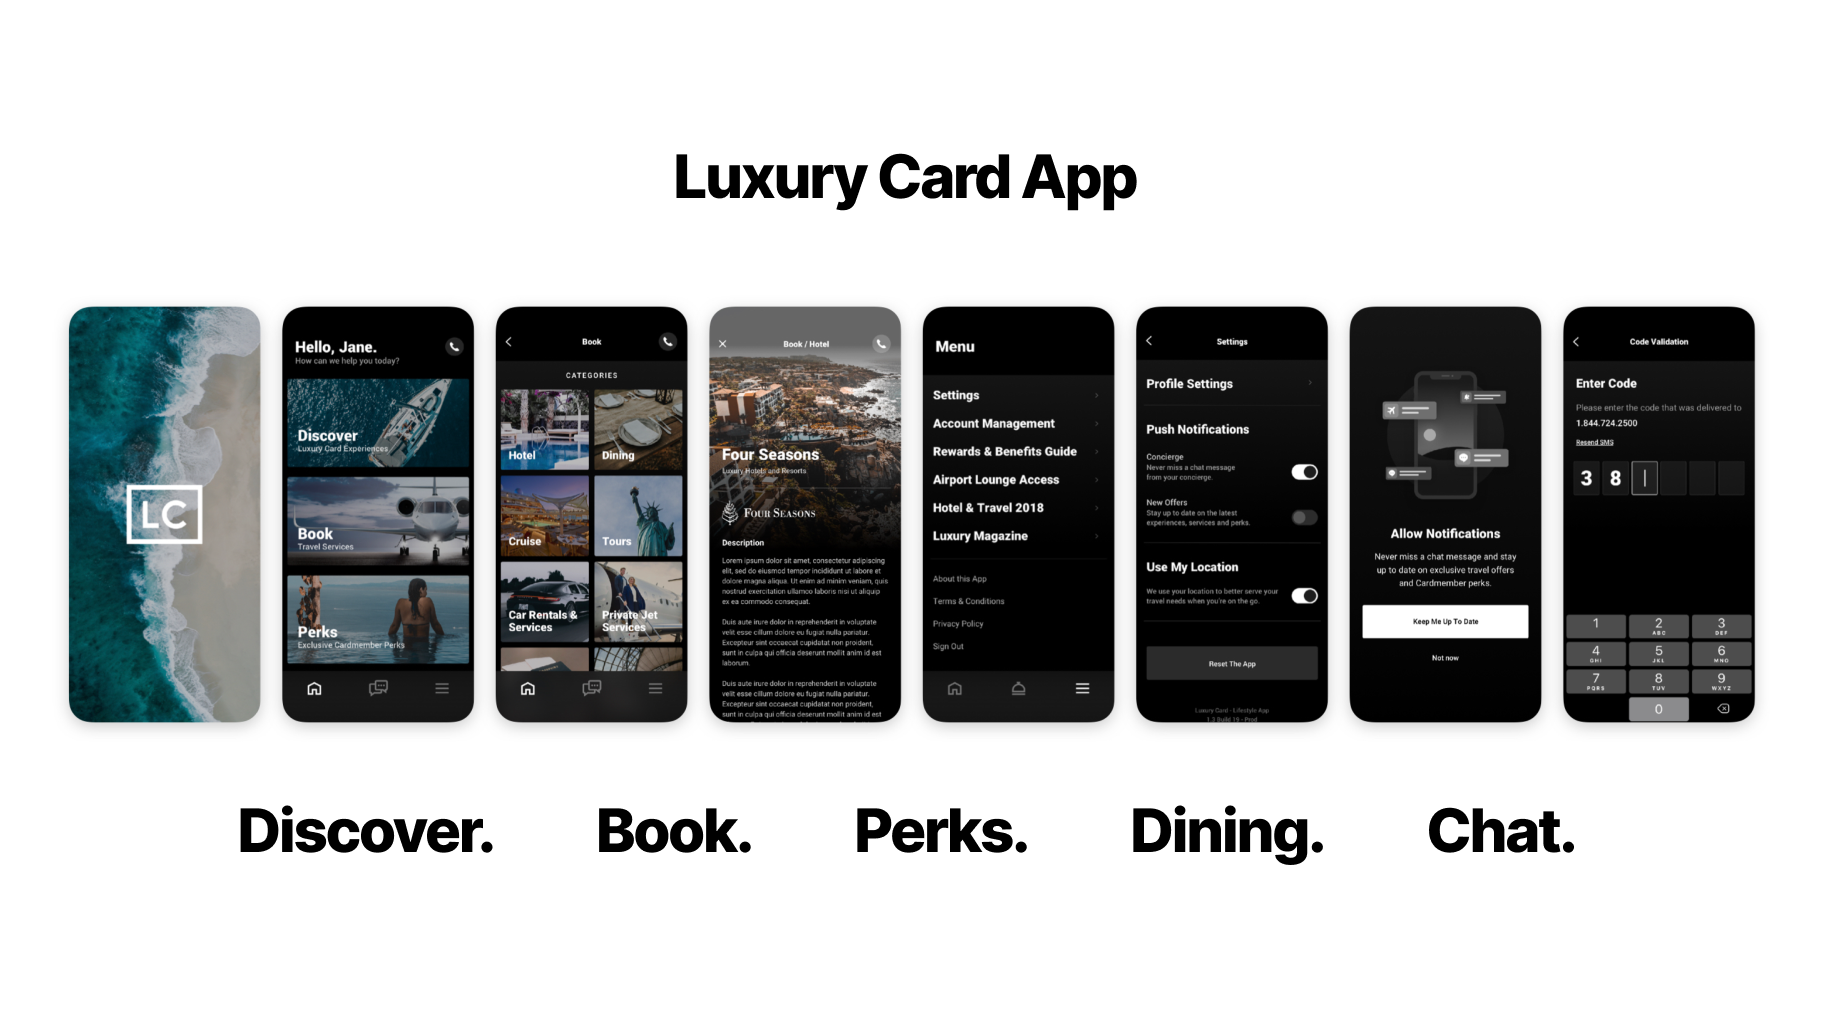 Luxury Card App
LC
Hello, Jane.
How can we help you today?
Discover
Luxury Card Experiences
Book
Travel Services
Perks
Exclusive Cardmember Perks
Book
CATEGORIES
Hotel
Dining
Cruise
Tours
Car Rentals &
Services
Private Jet
Services
Book / Hotel
Four Seasons
Luxury Hotels and Resorts
FOUR SEASONS
Description
Lorem ipsum dolor sit amet, consectetur adipiscing
elit, sed do eiusmod tempor incididunt ut labore et
dolore magna aliqua. Ut enim ad minim veniam, quis
nostrud exercitation ullamco laboris nisi ut aliquip
ex ea commodo consequat.
Duis aute irure dolor in reprehenderit in voluptate
velit esse cillum dolore eu fugiat nulla pariatur.
Excepteur sint occaecat cupidatat non proident,
sunt in culpa qui officia deserunt mollit anim id est
laborum.
Duis aute irure dolor in reprehenderit in voluptate
velit esse cillum dolore eu fugiat nulla pariatur.
Excepteur sint occaecat cupidatat non proident,
sunt in culpa qui officia deserunt mollit anim id est
Menu
Settings
Account Management
Rewards & Benefits Guide
Airport Lounge Access
Hotel & Travel 2018
Luxury Magazine
About this App
Terms & Conditions
Privacy Policy
Sign Out
Settings
Profile Settings
Push Notifications
Concierge
Never miss a chat message
from your concierge.
New Offers
Stay up to date on the latest
experiences, services and perks.
Use My Location
We use your location to better serve your
travel needs when you're on the go.
Reset The App
Luxury Card - Lifestyle App
1.3 Build 19 - Prod
Allow Notifications
Never miss a chat message and stay
up to date on exclusive travel offers
and Cardmember perks.
Keep Me Up To Date
Not now
Code Validation
Enter Code
Please enter the code that was delivered to
1.844.724.2500
Resend SMS
3 8
1 2 3
ABC DEF
4 5 6
GHI JKL MNO
7 8 9
PQRS TUV WXYZ
0
Discover. Book. Perks. Dining. Chat.